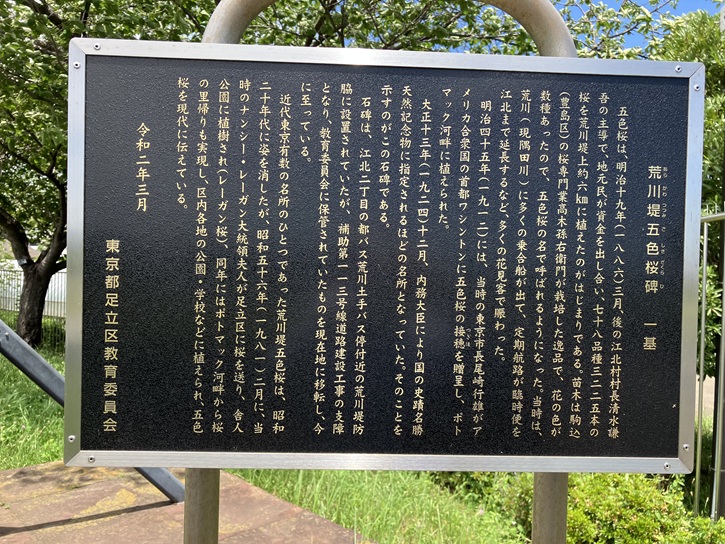 荒川堤五色桜碑　一基
あら かわ つつみ ご しき ざくら ひ
五色桜は、明治十九年(一八八六)三月　後の江北村村長清水謙
吾の主導で、地元民が資金を出し合い、七十八品種三二二五本の
桜を荒川堤上約六kmに植えたのがはじまりである。苗木は駒込
(豊島区)の桜専門業高木孫右衛門が栽培した逸品で、花の色が
数種あったので、五色桜の名で呼ばれるようになった。当時は、
荒川(現隅田川)に多くの乗合船が出て、定期航路が臨時便を
江北まで延長するなど、多くの花見客で賑わった。
明治四十五年(一九一二)には、当時の東京市長尾崎行雄がア
メリカ合衆国の首都ワシントンに五色桜の接穂を贈呈し、ポト
つぎほ
マック河畔に植えられた。
大正十三年(一九二四)十二月、内務大臣により国の史蹟名勝
天然記念物に指定されるほどの名所となっていた。そのことを
示すのがこの石碑である。
石碑は、江北二丁目の都バス荒川土手バス停付近の荒川堤防
脇に設置されていたが、補助第一一三号線道路建設工事の支障
となり、教育委員会に保管されていたものを現在地に移転し、今
に至っている。
近代東京有数の名所のひとつであった荒川堤五色桜は、昭和
二十年代に姿を消したが、昭和五十六年(一九八一)二月に、当
時のナンシー・レーガン大統領夫人が足立区に桜を送り、舎人
公園に植樹され(レーガン桜)、同年にはポトマック河畔から桜
の里帰りも実現し、区内各地の公園・学校などに植えられ、五色
桜を現代に伝えている。
令和二年三月
東京都足立区教育委員会